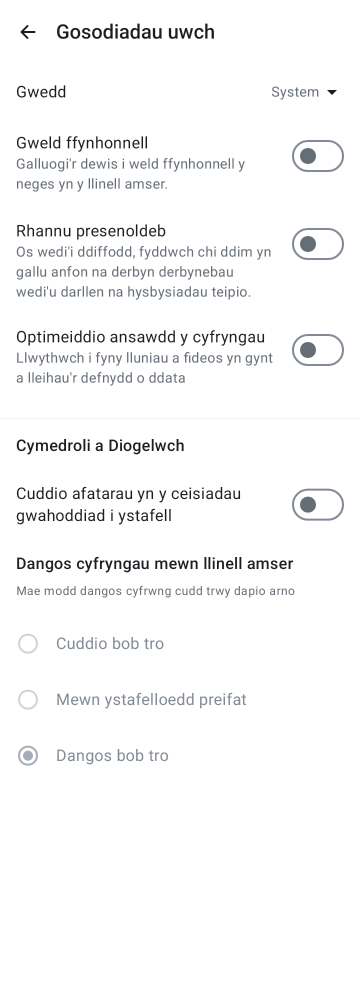 Gosodiadau uwch
Gwedd
System
Gweld ffynhonnell
Galluogi'r dewis i weld ffynhonnell y
neges yn y llinell amser.
Rhannu presenoldeb
Os wedi'i ddiffodd, fyddwch chi ddim yn
gallu anfon na derbyn derbynebau
wedi'u darllen na hysbysiadau teipio.
Optimeiddio ansawdd y cyfryngau
Llwythwch i fyny lluniau a fideos yn gynt
a lleihau'r defnydd o ddata
Cymedroli a Diogelwch
Cuddio afatarau yn y ceisiadau
gwahoddiad i ystafell
Dangos cyfryngau mewn llinell amser
Mae modd dangos cyfrwng cudd trwy dapio arno
Cuddio bob tro
Mewn ystafelloedd preifat
Dangos bob tro